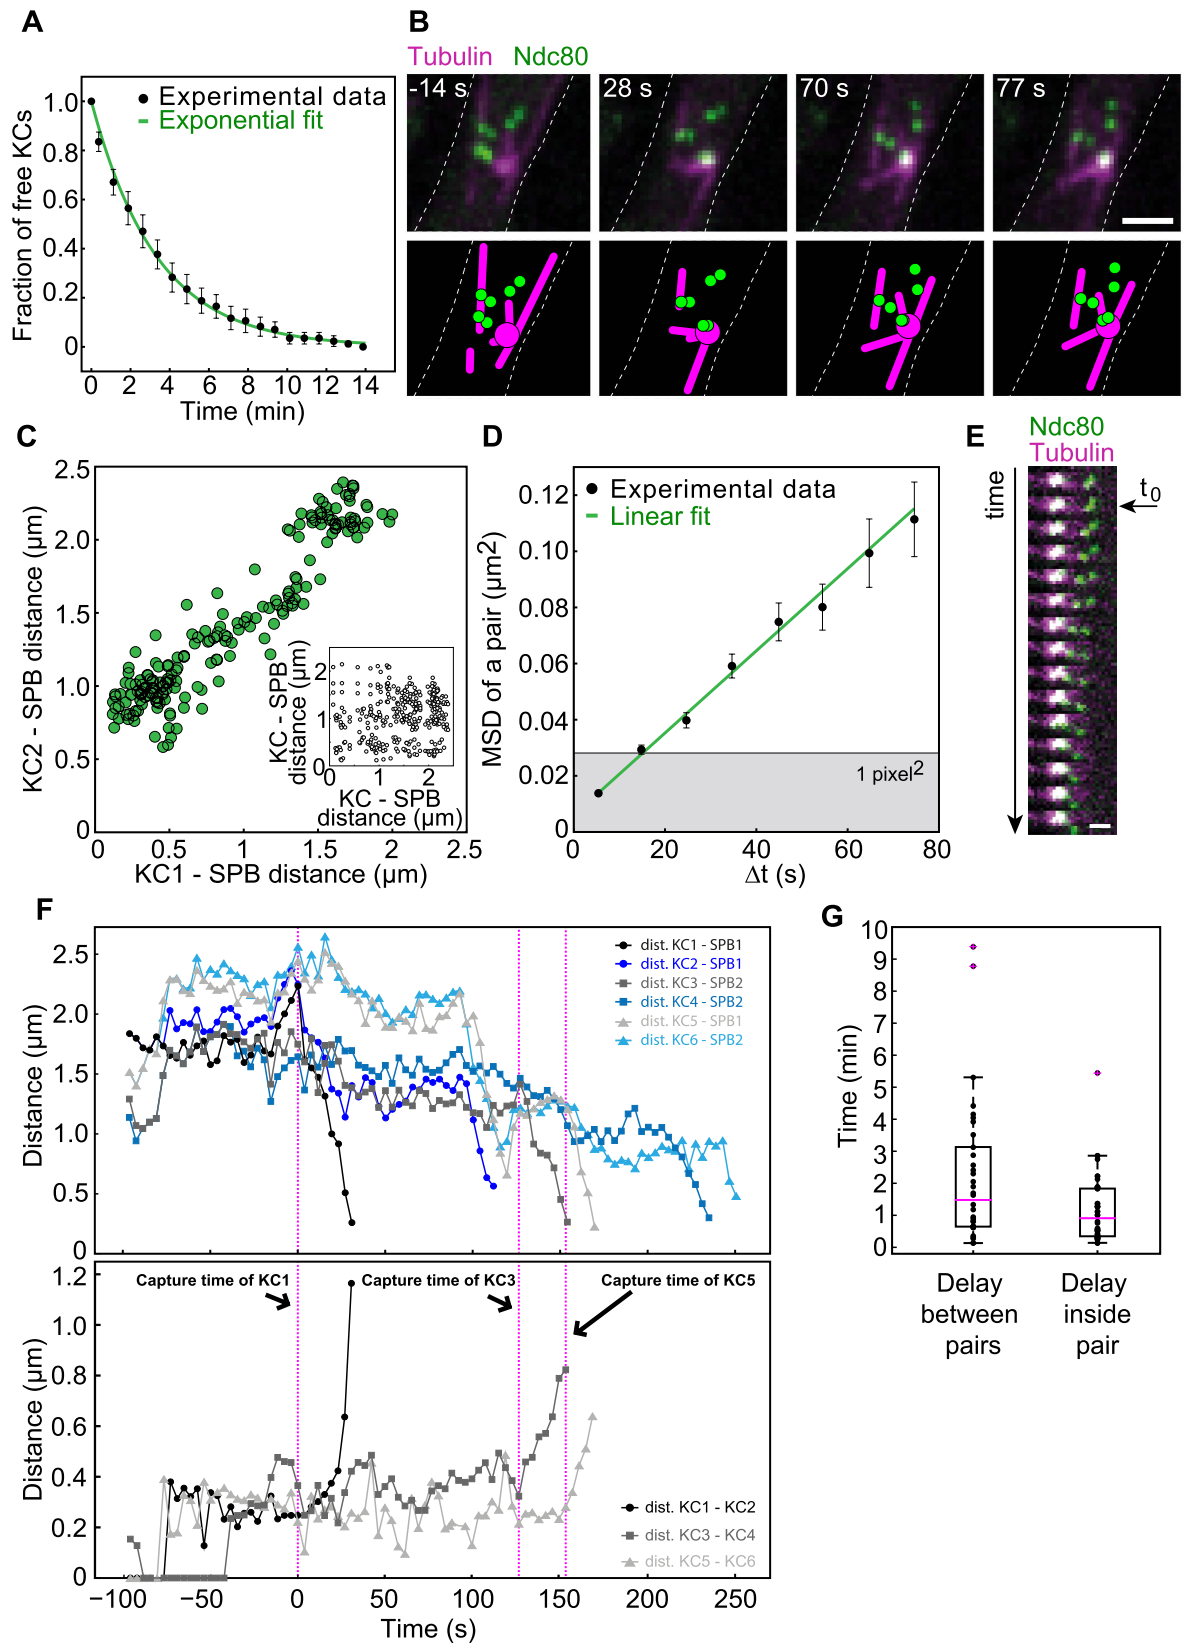 A
Fraction of free KCs
1.0
0.8
0.6
0.4
0.2
0
Experimental data
Exponential fit
0 2 4 6 8 10 12 14
Time (min)
B
Tubulin Ndc80
-14 s
28 s
70 s
77 s
C
KC2 - SPB distance (µm)
2.5
2.0
1.5
1.0
0.5
0
0 0.5 1 1.5 2 2.5
KC1 - SPB distance (µm)
KC - SPB
distance (µm)
2
1
0
0 1 2
KC - SPB
distance (µm)
D
MSD of a pair (µm2)
0.12
0.10
0.08
0.06
0.04
0.02
0
Experimental data
Linear fit
1 pixel2
0 20 40 60 80
Δt (s)
E
Ndc80
Tubulin
time
t0
F
Distance (µm)
2.5
2.0
1.5
1.0
0.5
0
dist. KC1 - SPB1
dist. KC2 - SPB1
dist. KC3 - SPB2
dist. KC4 - SPB2
dist. KC5 - SPB1
dist. KC6 - SPB2
Distance (µm)
1.2
1.0
0.8
0.6
0.4
0.2
0
Capture time of KC1
Capture time of KC3
Capture time of KC5
dist. KC1 - KC2
dist. KC3 - KC4
dist. KC5 - KC6
−100 −50 0 50 100 150 200 250
Time (s)
G
Time (min)
10
9
8
7
6
5
4
3
2
1
0
Delay
between
pairs
Delay
inside
pair